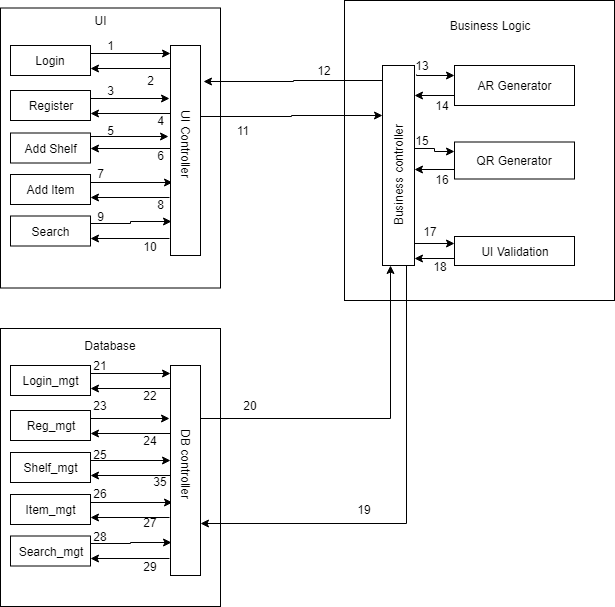 UI
Login
1
2
Register
3
4
Add Shelf
5
6
Add Item
7
8
Search
9
10
UI Controller
12
11
Business Logic
Business controller
13
AR Generator
14
15
QR Generator
16
17
UI Validation
18
Database
Login_mgt
21
22
Reg_mgt
23
24
Shelf_mgt
25
35
Item_mgt
26
27
Search_mgt
28
29
DB controller
20
19